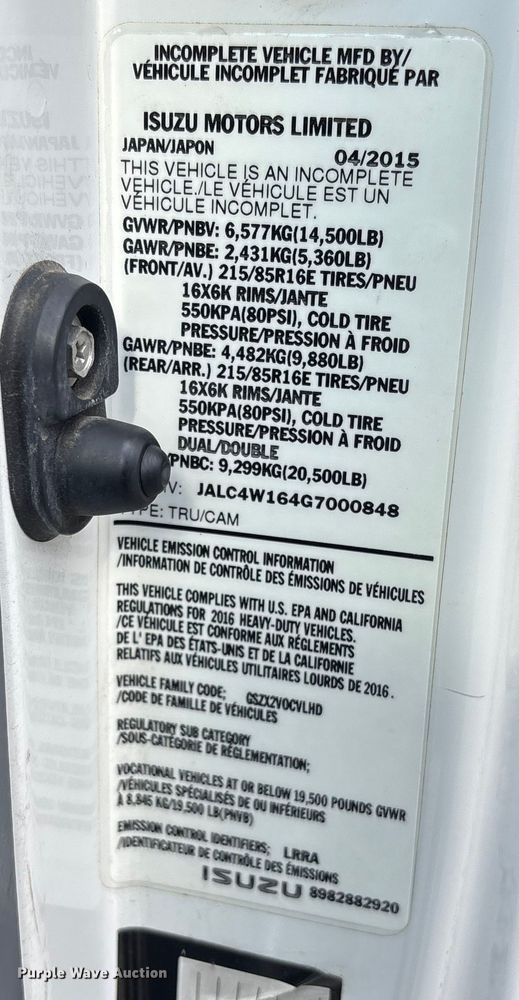 INCOMPLETE VEHICLE MFD BY/
VÉHICULE INCOMPLET FABRIQUÉ PAR
ISUZU MOTORS LIMITED
JAPAN/JAPON 04/2015
THIS VEHICLE IS AN INCOMPLETE
VEHICLE./LE VÉHICULE EST UN
VÉHICULE INCOMPLET.
GVWR/PNBV: 6,577KG(14,500LB)
GAWR/PNBE: 2,431KG(5,360LB)
(FRONT/AV.) 215/85R16E TIRES/PNEU
16X6K RIMS/JANTE
550KPA(80PSI), COLD TIRE
PRESSURE/PRESSION À FROID
GAWR/PNBE: 4,482KG(9,880LB)
(REAR/ARR.) 215/85R16E TIRES/PNEU
16X6K RIMS/JANTE
550KPA(80PSI), COLD TIRE
PRESSURE/PRESSION À FROID
DUAL/DOUBLE
/PNBC: 9,299KG(20,500LB)
V: JALC4W164G7000848
PE: TRU/CAM
VEHICLE EMISSION CONTROL INFORMATION
/INFORMATION DE CONTRÔLE DES ÉMISSIONS DE VÉHICULES
THIS VEHICLE COMPLIES WITH U.S. EPA AND CALIFORNIA
REGULATIONS FOR 2016 HEAVY-DUTY VEHICLES.
/CE VÉHICULE EST CONFORME AUX RÉGLEMENTS
DE L' EPA DES ÉTATS-UNIS ET DE LA CALIFORNIE
RELATIFS AUX VÉHICULES UTILITAIRES LOURDS DE 2016.
VEHICLE FAMILY CODE: GSZX2VOCVLHD
/CODE DE FAMILLE DE VÉHICULES
REGULATORY SUB CATEGORY
/SOUS-CATÉGORIE DE RÉGLEMENTATION;
VOCATIONAL VEHICLES AT OR BELOW 19,500 POUNDS GVWR
/VÉHICULES SPÉCIALISÉS DE OU INFÉRIEURS
À 8,845 KG/19,500 LB(PNVB)
EMISSION CONTROL IDENTIFIERS; LRRA
/IDENTIFICATEUR DE CONTRÔLE DES ÉMISSIONS
ISUZU 8982882920
Purple Wave Auction